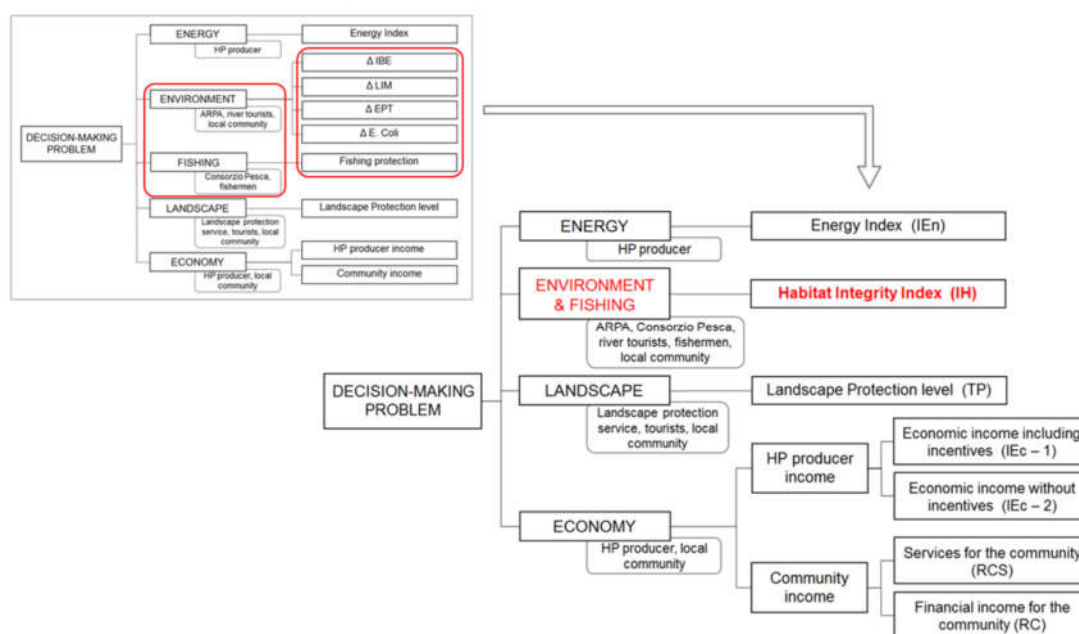 ENERGY
HP producer
Energy Index
Δ IBE
Δ LIM
ENVIRONMENT
ARPA, river tourists,
local community
Δ EPT
Δ E. Coli
DECISION-MAKING
PROBLEM
FISHING
Consorzio Pesca,
fishermen
Fishing protection
LANDSCAPE
Landscape protection
service, tourists, local
community
Landscape Protection level
ECONOMY
HP producer, local
community
HP producer income
Community income
ENERGY
HP producer
Energy Index (IEn)
ENVIRONMENT
& FISHING
ARPA, Consorzio Pesca,
river tourists, fishermen,
local community
Habitat Integrity Index (IH)
DECISION-MAKING
PROBLEM
LANDSCAPE
Landscape protection
service, tourists, local
community
Landscape Protection level (TP)
ECONOMY
HP producer, local
community
HP producer
income
Economic income including
incentives (IEc – 1)
Economic income without
incentives (IEc – 2)
Community
income
Services for the community
(RCS)
Financial income for the
community (RC)